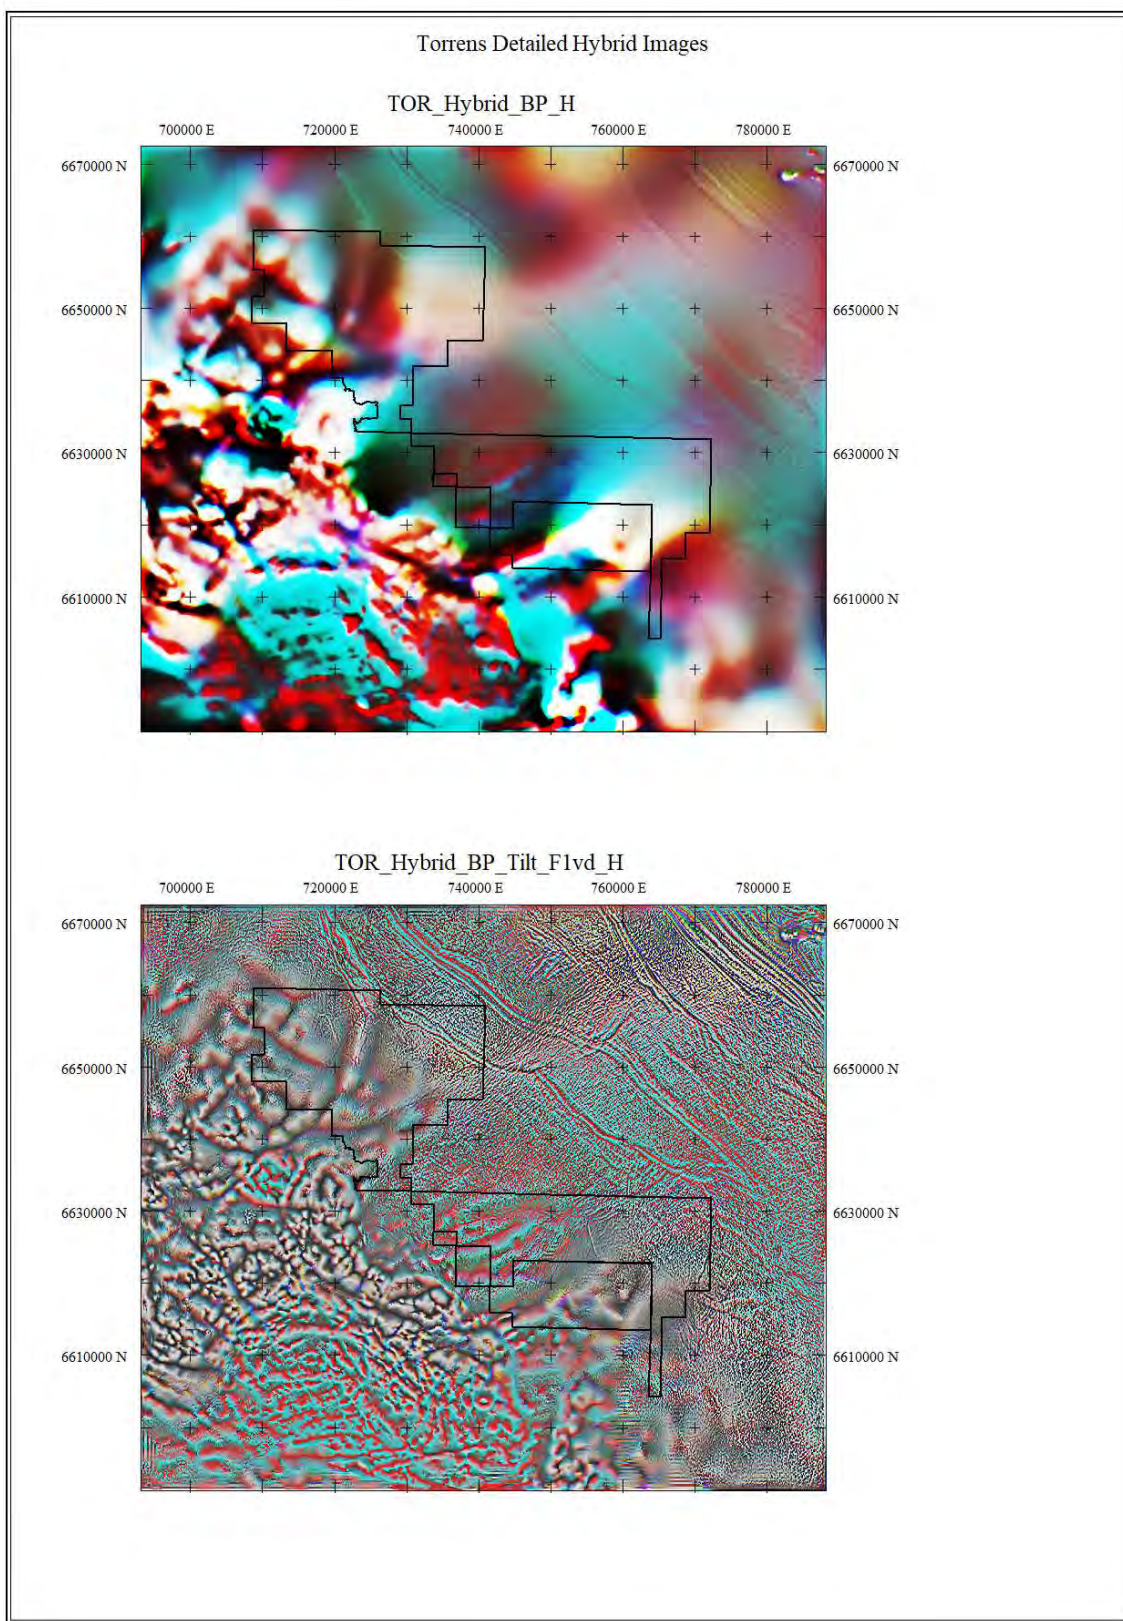 Torrens Detailed Hybrid Images
TOR_Hybrid_BP_H
700000 E 720000 E 740000 E 760000 E 780000 E
6670000 N 6670000 N
6650000 N 6650000 N
6630000 N 6630000 N
6610000 N 6610000 N
TOR_Hybrid_BP_Tilt_F1vd_H
700000 E 720000 E 740000 E 760000 E 780000 E
6670000 N 6670000 N
6650000 N 6650000 N
6630000 N 6630000 N
6610000 N 6610000 N